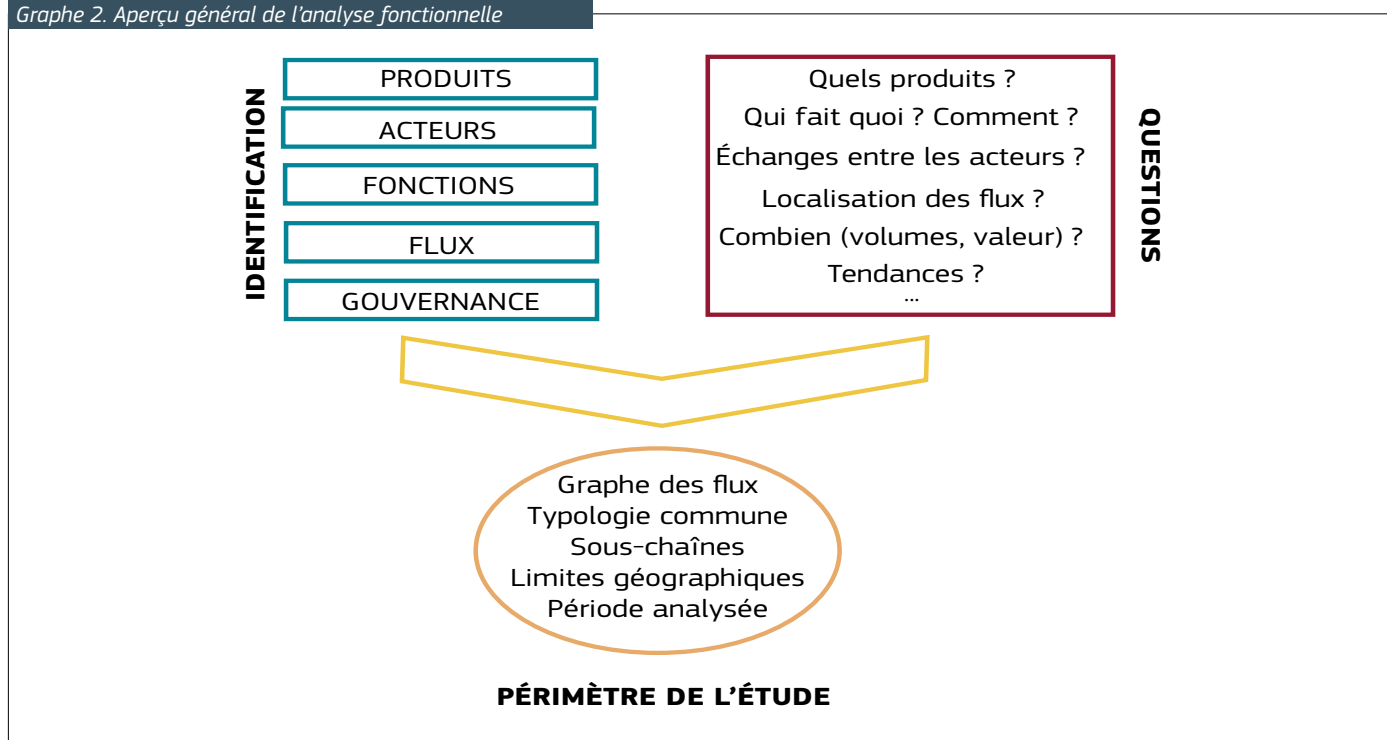 Graphe 2. Aperçu général de l'analyse fonctionnelle
IDENTIFICATION
PRODUITS
ACTEURS
FONCTIONS
FLUX
GOUVERNANCE
Quels produits ?
Qui fait quoi ? Comment ?
Échanges entre les acteurs ?
Localisation des flux ?
Combien (volumes, valeur) ?
Tendances ?
...
QUESTIONS
Graphe des flux
Typologie commune
Sous-chaînes
Limites géographiques
Période analysée
PÉRIMÈTRE DE L'ÉTUDE